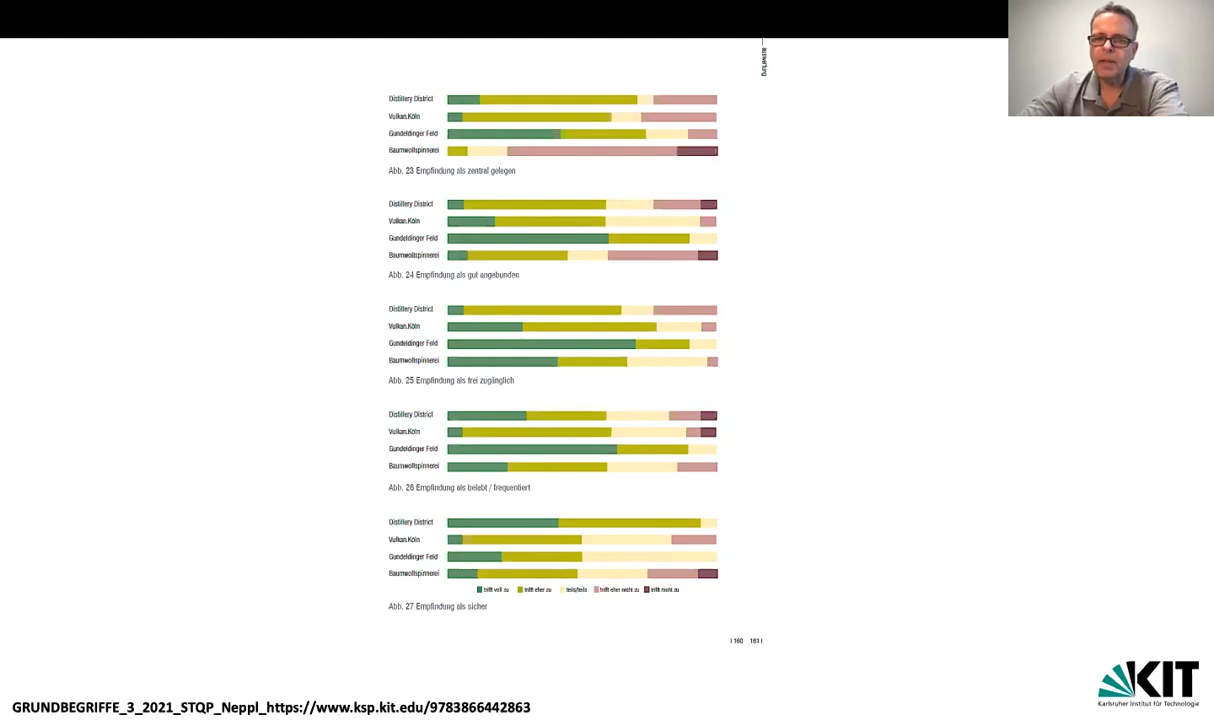 auswertung
Distillery District
Vulkan.Köln
Gundeldinger Feld
Baumwollspinnerei
Abb. 23 Empfindung als zentral gelegen
Distillery District
Vulkan.Köln
Gundeldinger Feld
Baumwollspinnerei
Abb. 24 Empfindung als gut angebunden
Distillery District
Vulkan.Köln
Gundeldinger Feld
Baumwollspinnerei
Abb. 25 Empfindung als frei zugänglich
Distillery District
Vulkan.Köln
Gundeldinger Feld
Baumwollspinnerei
Abb. 26 Empfindung als belebt / frequentiert
Distillery District
Vulkan.Köln
Gundeldinger Feld
Baumwollspinnerei
trifft voll zu trifft eher zu teils/teils trifft eher nicht zu trifft nicht zu
Abb. 27 Empfindung als sicher
| 160 161 |
KIT
Karlsruher Institut für Technologie
GRUNDBEGRIFFE_3_2021_STQP_Neppl_https://www.ksp.kit.edu/9783866442863